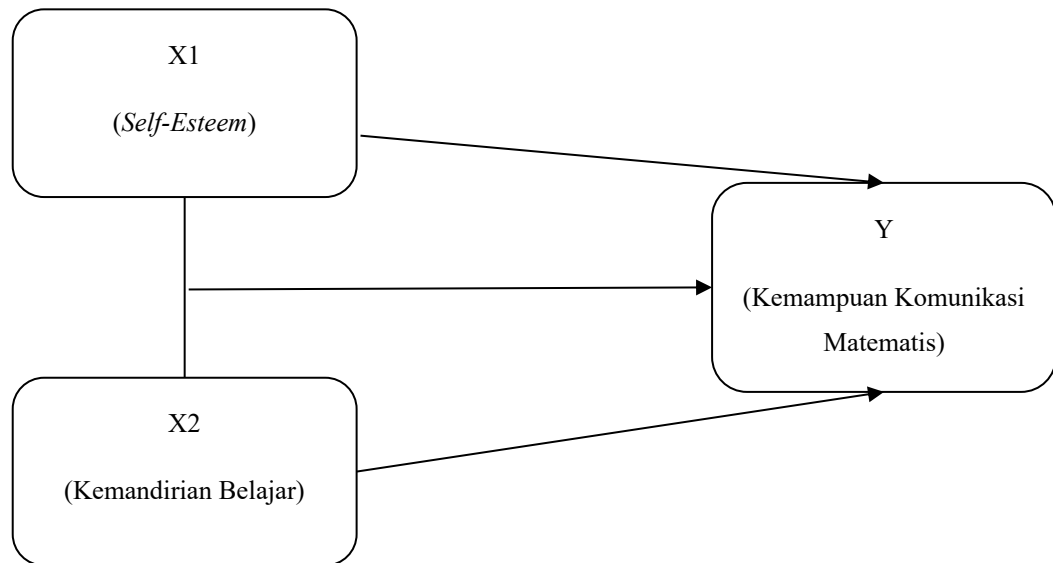 X1
(Self-Esteem)
Y
(Kemampuan Komunikasi
Matematis)
X2
(Kemandirian Belajar)